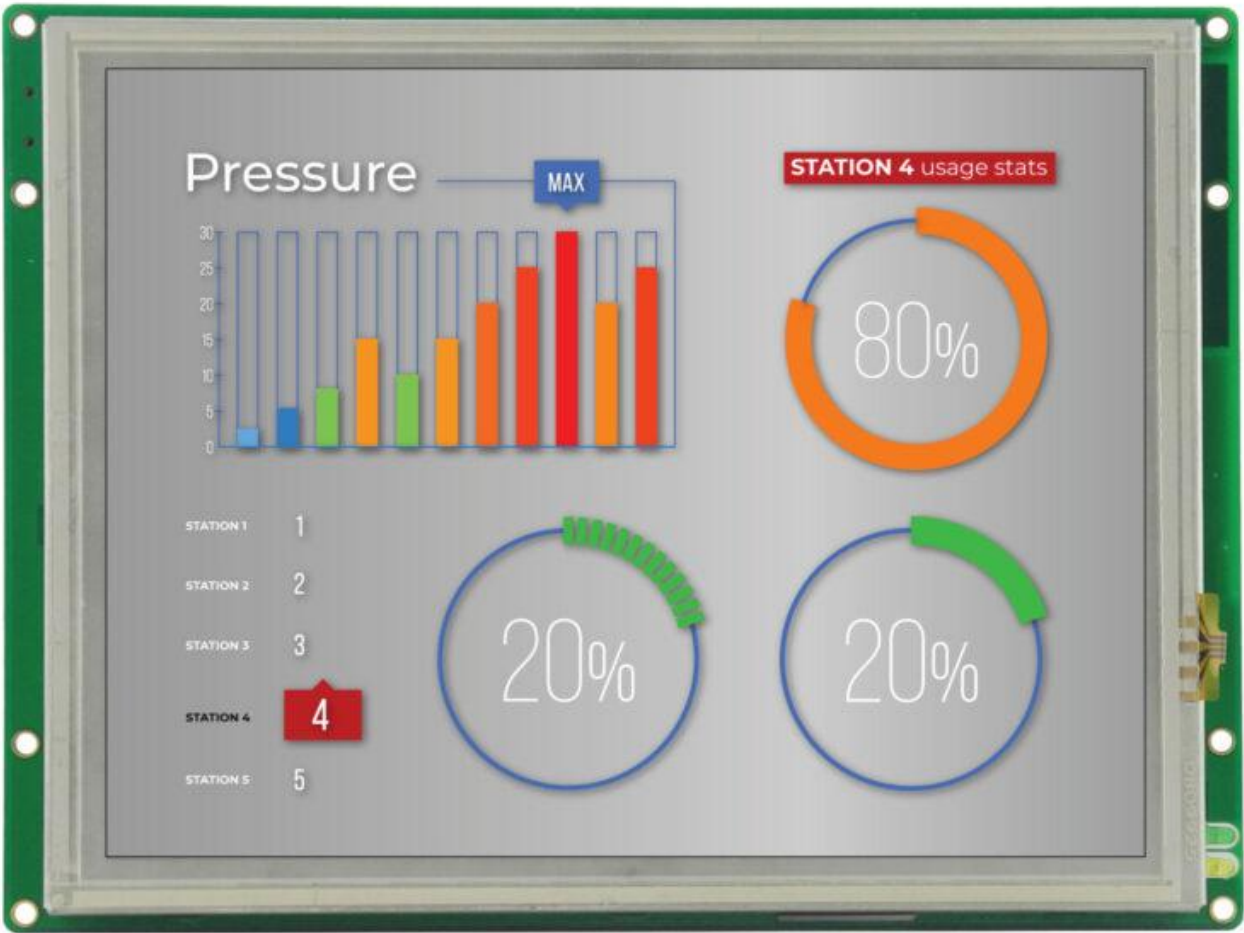 Pressure
MAX
30
25
20
15
10
5
0
STATION 4 usage stats
80%
STATION 1 1
STATION 2 2
STATION 3 3
STATION 4 4
STATION 5 5
20%
20%